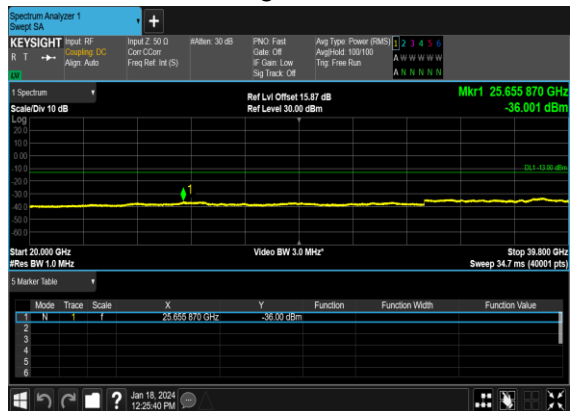 Spectrum Analyzer 1
Swept SA
+
KEYSIGHT Input: RF Input Z: 50 Ω #Atten: 30 dB PNO: Fast Avg Type: Power (RMS) 1 2 3 4 5 6
R T Coupling: DC Corr CCorr Gate: Off Avg|Hold: 100/100 A W W W W W
Align: Auto Freq Ref: Int (S) IF Gain: Low Trig: Free Run
Sig Track: Off A N N N N N
LW
1 Spectrum Ref Lvl Offset 15.87 dB Mkr1 25.655 870 GHz
Scale/Div 10 dB Ref Level 30.00 dBm -36.001 dBm
Log
20.0
10.0
0.00
-10.0 DL1 -13.00 dBm
-20.0
1
-30.0
-40.0
-50.0
-60.0
Start 20.000 GHz Video BW 3.0 MHz* Stop 39.800 GHz
#Res BW 1.0 MHz Sweep 34.7 ms (40001 pts)
5 Marker Table
Mode Trace Scale X Y Function Function Width Function Value
1 N 1 f 25.655 870 GHz -36.00 dBm
2
3
4
5
6
? Jan 18, 2024
12:25:40 PM